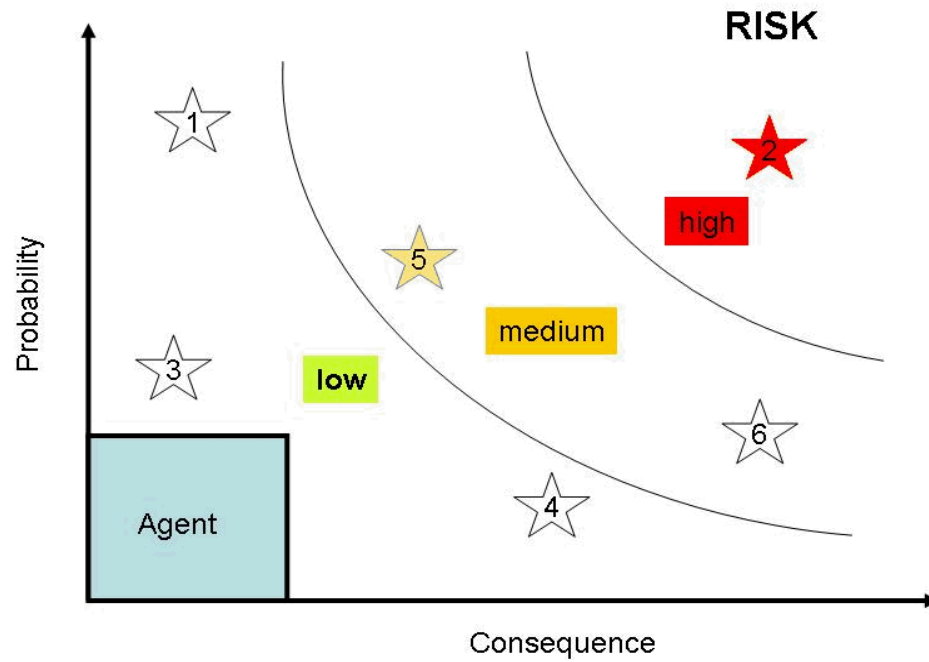 RISK
1
2
high
5
Probability
medium
3
low
6
4
Agent
Consequence